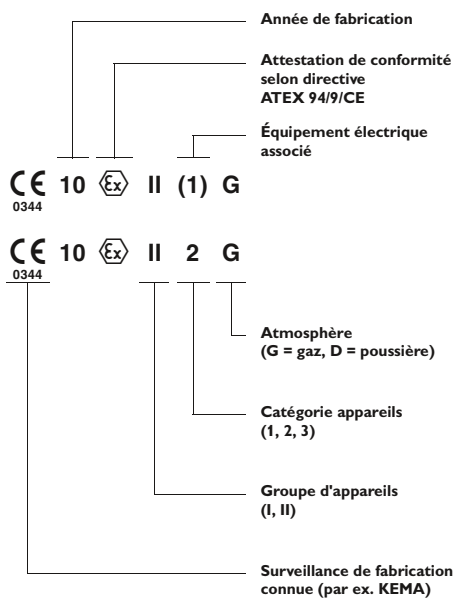 Année de fabrication
Attestation de conformité
selon directive
ATEX 94/9/CE
Équipement électrique
associé
CE 10 Ex II (1) G
0344
CE 10 Ex II 2 G
0344
Atmosphère
(G = gaz, D = poussière)
Catégorie appareils
(1, 2, 3)
Groupe d'appareils
(I, II)
Surveillance de fabrication
connue (par ex. KEMA)